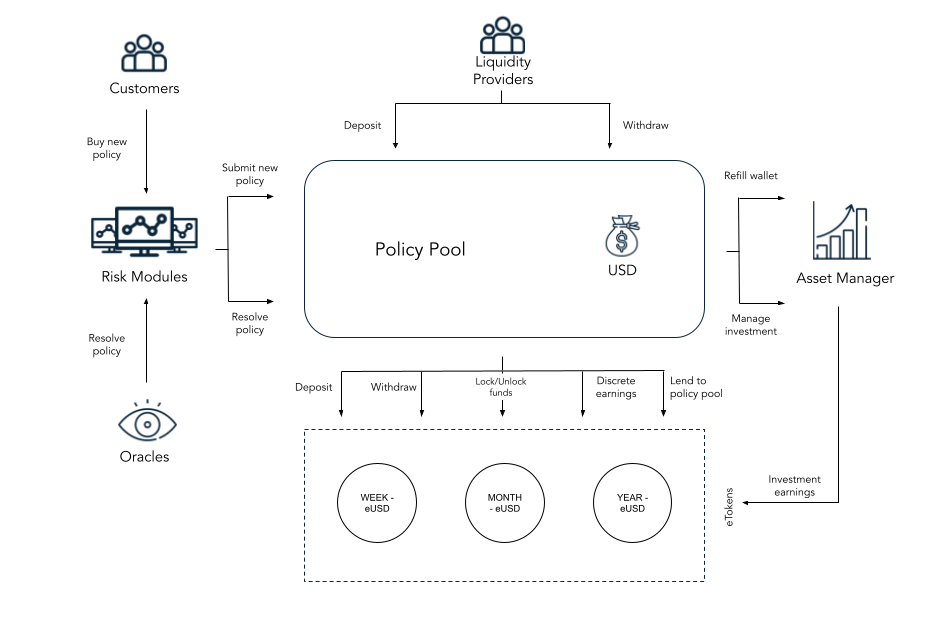 Customers
Liquidity
Providers
Deposit
Withdraw
Buy new
policy
Submit new
policy
Refill wallet
Policy Pool
USD
Risk Modules
Asset Manager
Resolve
policy
Resolve
policy
Manage
investment
Deposit
Withdraw
Lock/Unlock
funds
Discrete
earnings
Lend to
policy pool
Oracles
WEEK -
eUSD
MONTH
- eUSD
YEAR -
eUSD
eTokens
Investment
earnings